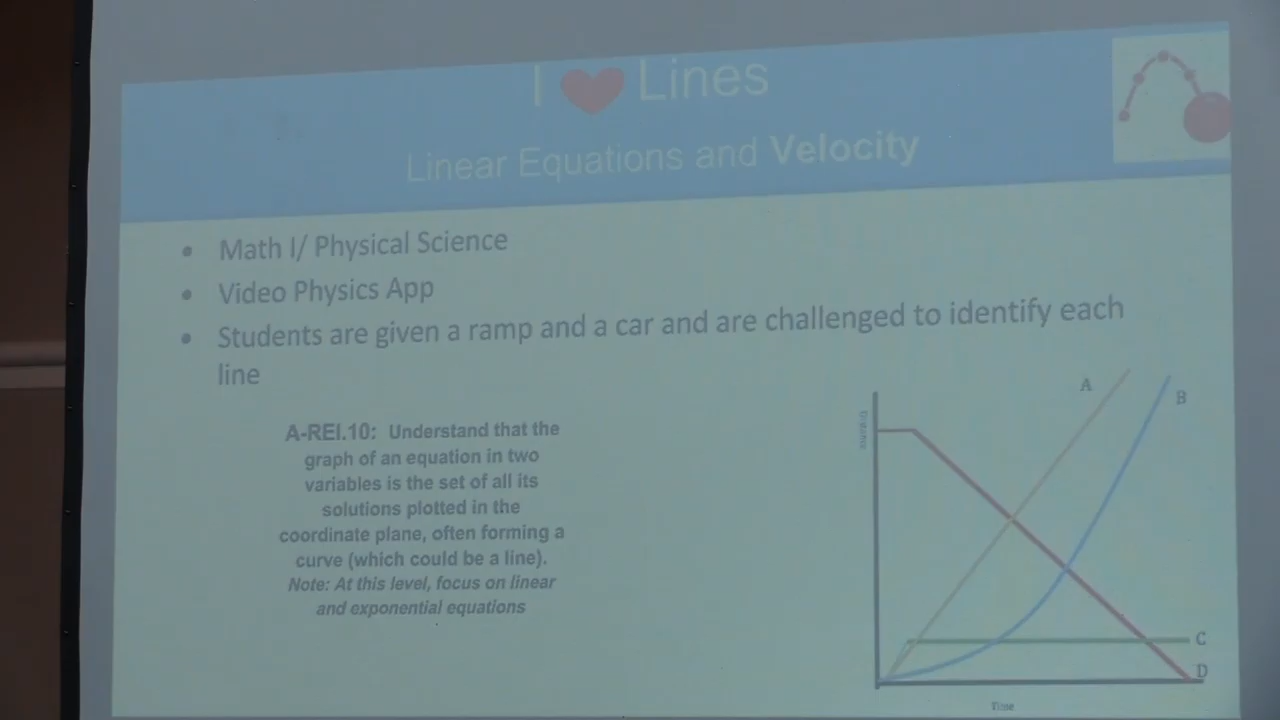 I ❤ Lines
Linear Equations and Velocity
• Math I/ Physical Science
• Video Physics App
• Students are given a ramp and a car and are challenged to identify each
line
A-REI.10: Understand that the
graph of an equation in two
variables is the set of all its
solutions plotted in the
coordinate plane, often forming a
curve (which could be a line).
Note: At this level, focus on linear
and exponential equations
Distance
A
B
C
D
Time